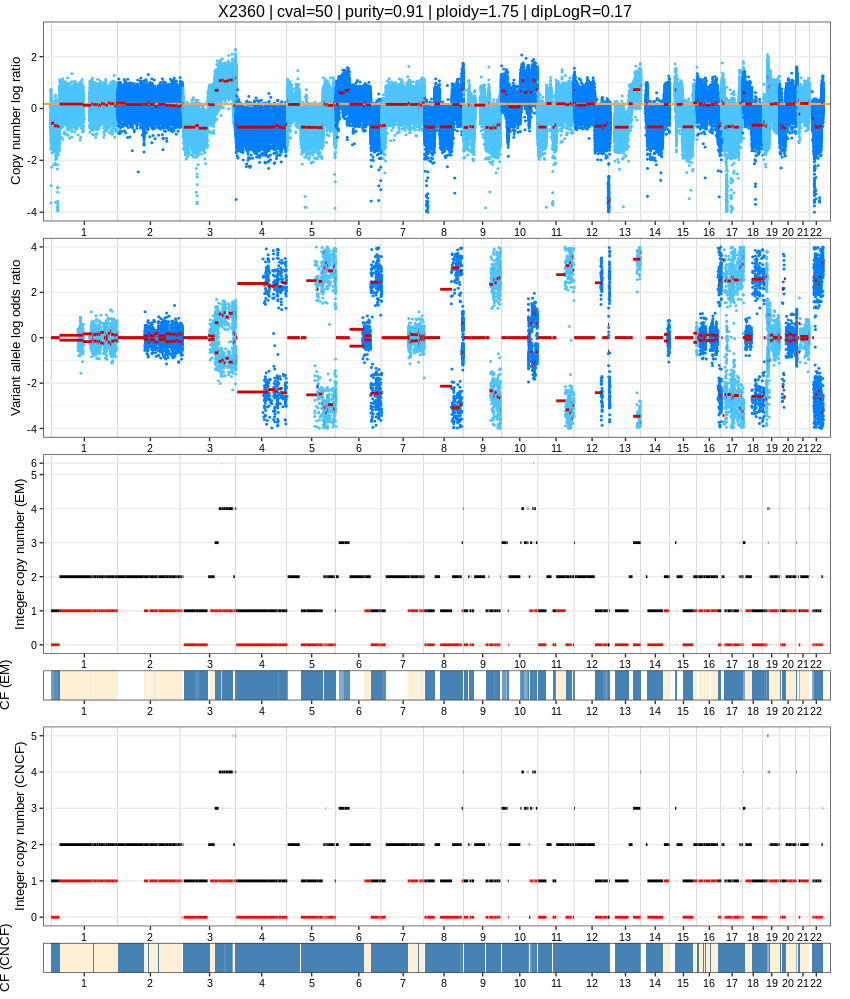 X2360 | cval=50 | purity=0.91 | ploidy=1.75 | dipLogR=0.17
Copy number log ratio
2
0
-2
-4
1 2 3 4 5 6 7 8 9 10 11 12 13 14 15 16 17 18 19 20 21 22
Variant allele log odds ratio
4
2
0
-2
-4
1 2 3 4 5 6 7 8 9 10 11 12 13 14 15 16 17 18 19 20 21 22
Integer copy number (EM)
6
5
4
3
2
1
0
1 2 3 4 5 6 7 8 9 10 11 12 13 14 15 16 17 18 19 20 21 22
CF (EM)
1 2 3 4 5 6 7 8 9 10 11 12 13 14 15 16 17 18 19 20 21 22
Integer copy number (CNCF)
5
4
3
2
1
0
1 2 3 4 5 6 7 8 9 10 11 12 13 14 15 16 17 18 19 20 21 22
CF (CNCF)
1 2 3 4 5 6 7 8 9 10 11 12 13 14 15 16 17 18 19 20 21 22